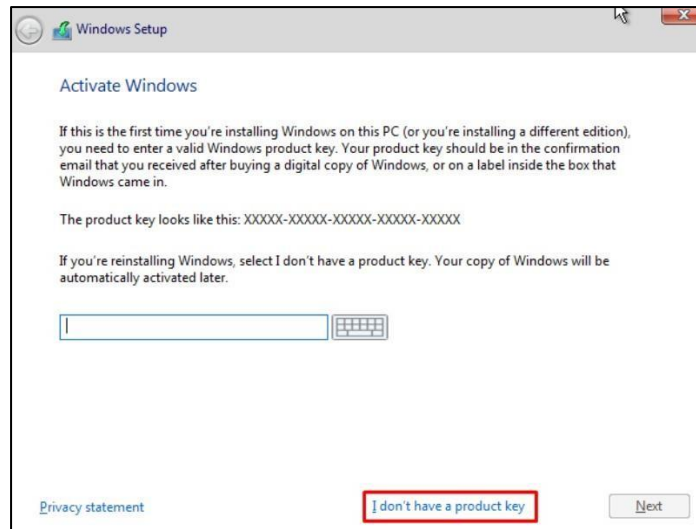 Windows Setup
Activate Windows
If this is the first time you're installing Windows on this PC (or you're installing a different edition),
you need to enter a valid Windows product key. Your product key should be in the confirmation
email that you received after buying a digital copy of Windows, or on a label inside the box that
Windows came in.
The product key looks like this: XXXXX-XXXXX-XXXXX-XXXXX-XXXXX
If you're reinstalling Windows, select I don't have a product key. Your copy of Windows will be
automatically activated later.
Privacy statement
I don't have a product key
Next